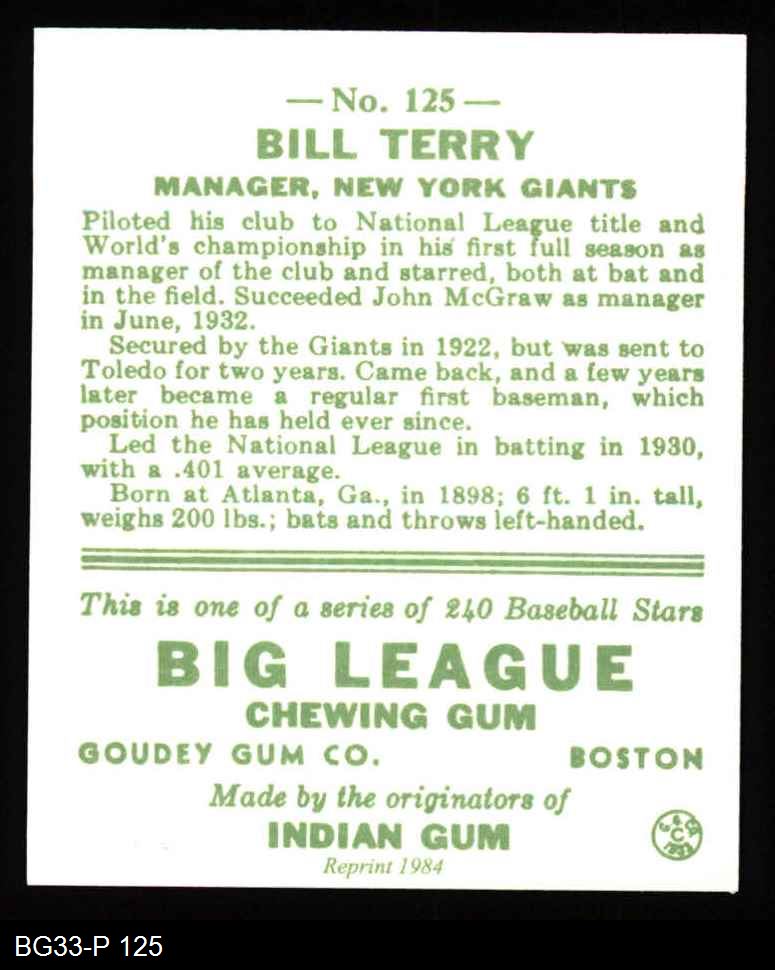 — No. 125 —
BILL TERRY
MANAGER, NEW YORK GIANTS
Piloted his club to National League title and
World's championship in his first full season as
manager of the club and starred, both at bat and
in the field. Succeeded John McGraw as manager
in June, 1932.
Secured by the Giants in 1922, but was sent to
Toledo for two years. Came back, and a few years
later became a regular first baseman, which
position he has held ever since.
Led the National League in batting in 1930,
with a .401 average.
Born at Atlanta, Ga., in 1898; 6 ft. 1 in. tall,
weighs 200 lbs.; bats and throws left-handed.
This is one of a series of 240 Baseball Stars
BIG LEAGUE
CHEWING GUM
GOUDEY GUM CO. BOSTON
Made by the originators of
INDIAN GUM
Reprint 1984
BG33-P 125